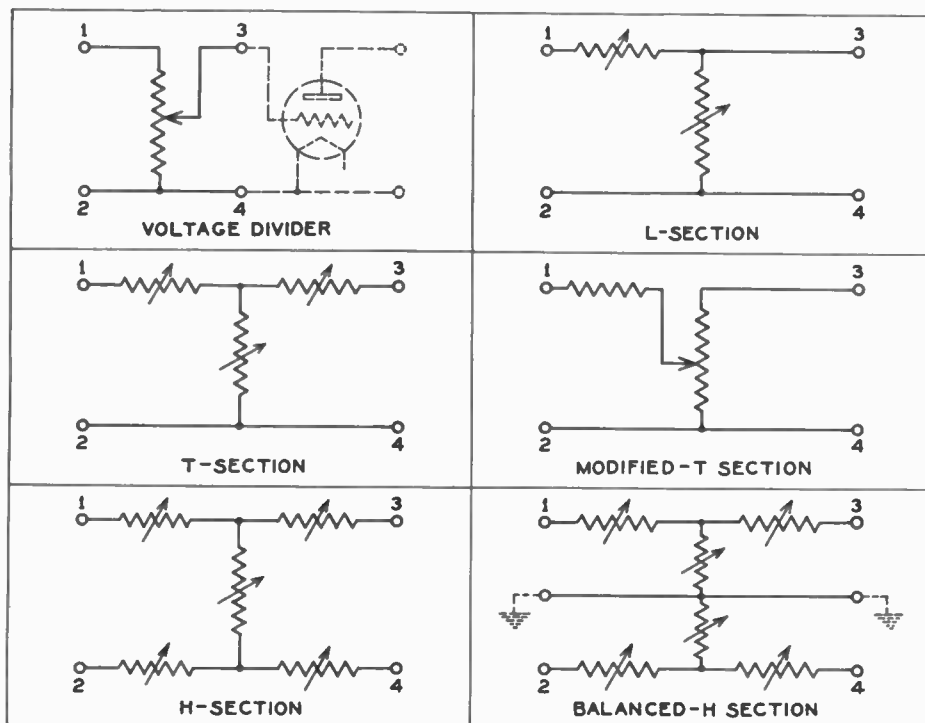 1 3
2 4
VOLTAGE DIVIDER
1 3
2 4
L-SECTION
1 3
2 4
T-SECTION
1 3
2 4
MODIFIED-T SECTION
1 3
2 4
H-SECTION
1 3
2 4
BALANCED-H SECTION